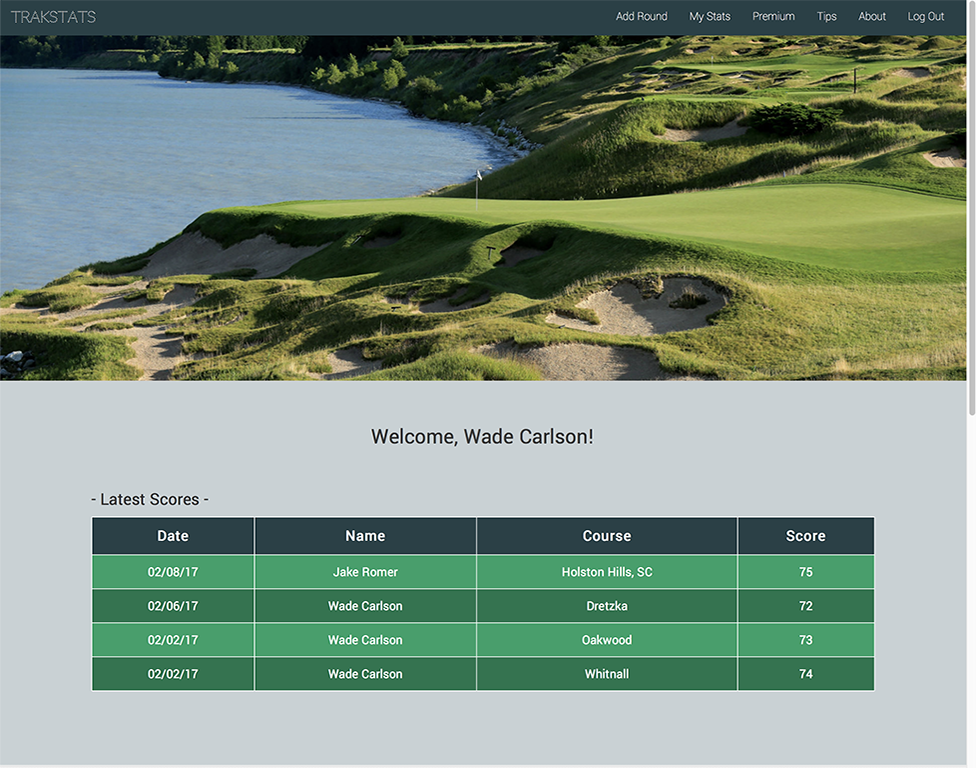 TRAKSTATS Add Round My Stats Premium Tips About Log Out
Welcome, Wade Carlson!
- Latest Scores -
Date Name Course Score
02/08/17 Jake Romer Holston Hills, SC 75
02/06/17 Wade Carlson Dretzka 72
02/02/17 Wade Carlson Oakwood 73
02/02/17 Wade Carlson Whitnall 74